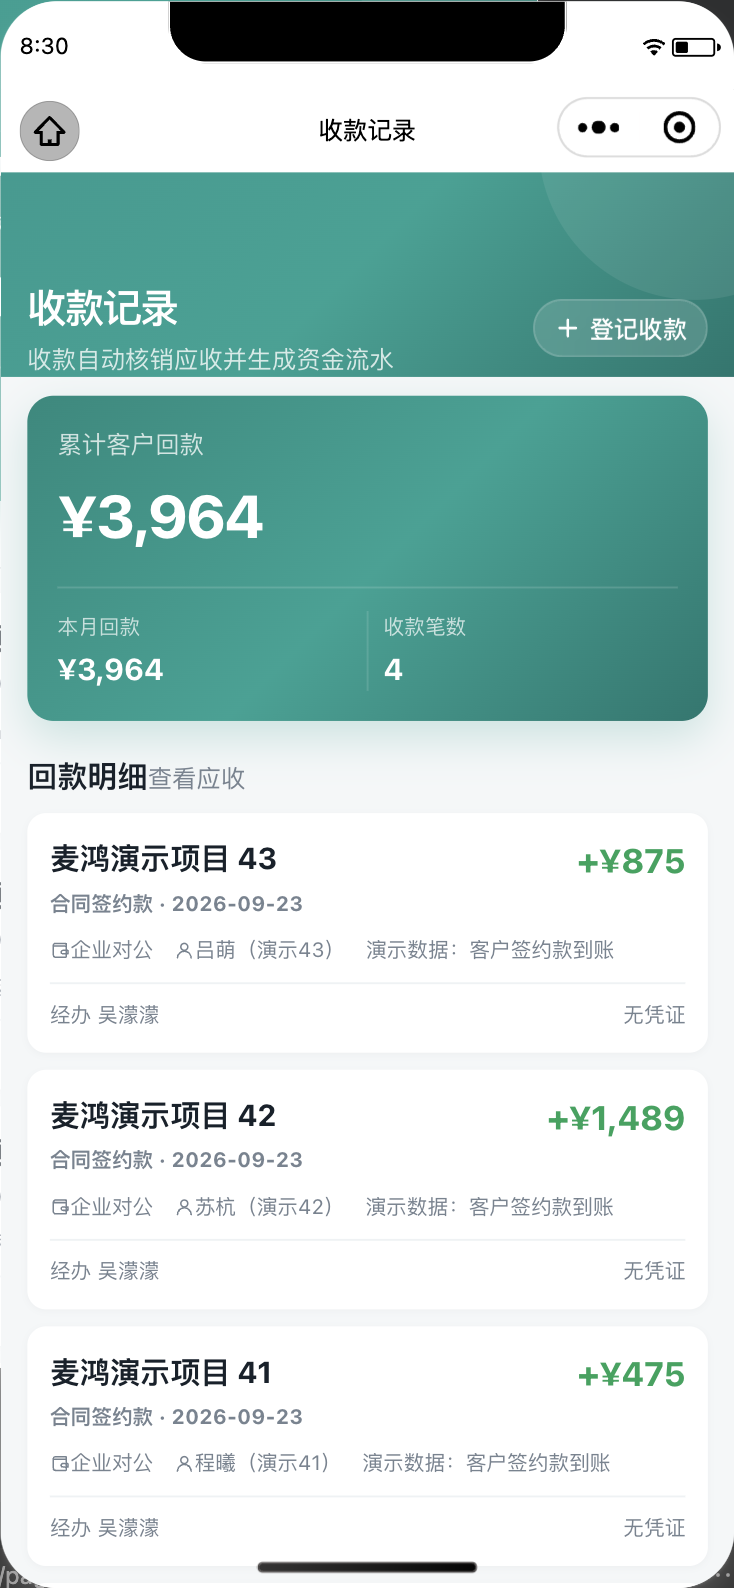 8:30
收款记录
收款记录
收款自动核销应收并生成资金流水
+ 登记收款
累计客户回款
¥3,964
本月回款
收款笔数
¥3,964
4
回款明细查看应收
麦鸿演示项目 43
+¥875
合同签约款 · 2026-09-23
企业对公 吕萌（演示43） 演示数据：客户签约款到账
经办 吴濛濛
无凭证
麦鸿演示项目 42
+¥1,489
合同签约款 · 2026-09-23
企业对公 苏杭（演示42） 演示数据：客户签约款到账
经办 吴濛濛
无凭证
麦鸿演示项目 41
+¥475
合同签约款 · 2026-09-23
企业对公 程曦（演示41） 演示数据：客户签约款到账
经办 吴濛濛
无凭证